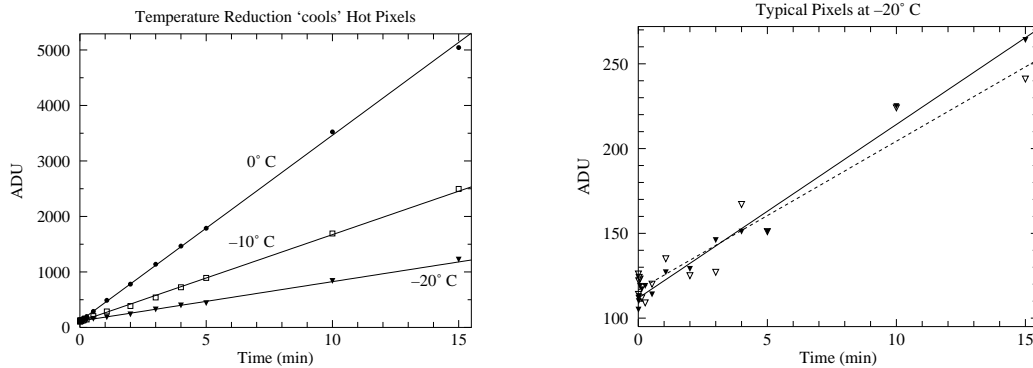 Temperature Reduction ‘cools’ Hot Pixels
5000
4000
3000
2000
1000
0
ADU
0° C
–10° C
–20° C
0
5
10
15
Time (min)
Typical Pixels at –20° C
250
200
150
100
ADU
0
5
10
15
Time (min)